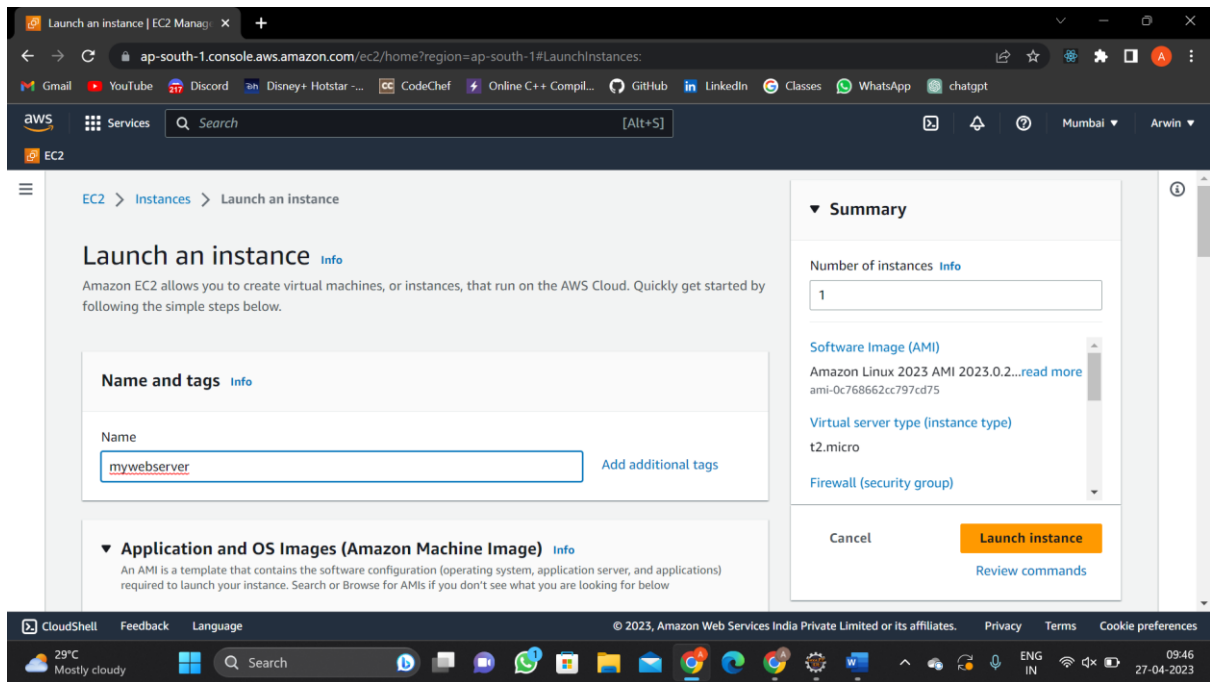 Launch an instance | EC2 Manag
ap-south-1.console.aws.amazon.com/ec2/home?region=ap-south-1#LaunchInstances:
A
Gmail YouTube 217 Discord Disney+ Hotstar -... CC CodeChef Online C++ Compil... GitHub in LinkedIn Classes WhatsApp chatgpt
aws Services Search [Alt+S] Mumbai Arwin
EC2
EC2 > Instances > Launch an instance
Launch an instance Info
Amazon EC2 allows you to create virtual machines, or instances, that run on the AWS Cloud. Quickly get started by
following the simple steps below.
Name and tags Info
Name
mywebserver
Add additional tags
Application and OS Images (Amazon Machine Image) Info
An AMI is a template that contains the software configuration (operating system, application server, and applications)
required to launch your instance. Search or Browse for AMIs if you don't see what you are looking for below
Summary
Number of instances Info
1
Software Image (AMI)
Amazon Linux 2023 AMI 2023.0.2...read more
ami-0c768662cc797cd75
Virtual server type (instance type)
t2.micro
Firewall (security group)
Cancel Launch instance
Review commands
CloudShell Feedback Language © 2023, Amazon Web Services India Private Limited or its affiliates. Privacy Terms Cookie preferences
29°C
Mostly cloudy
Search
1
ENG
IN
09:46
27-04-2023